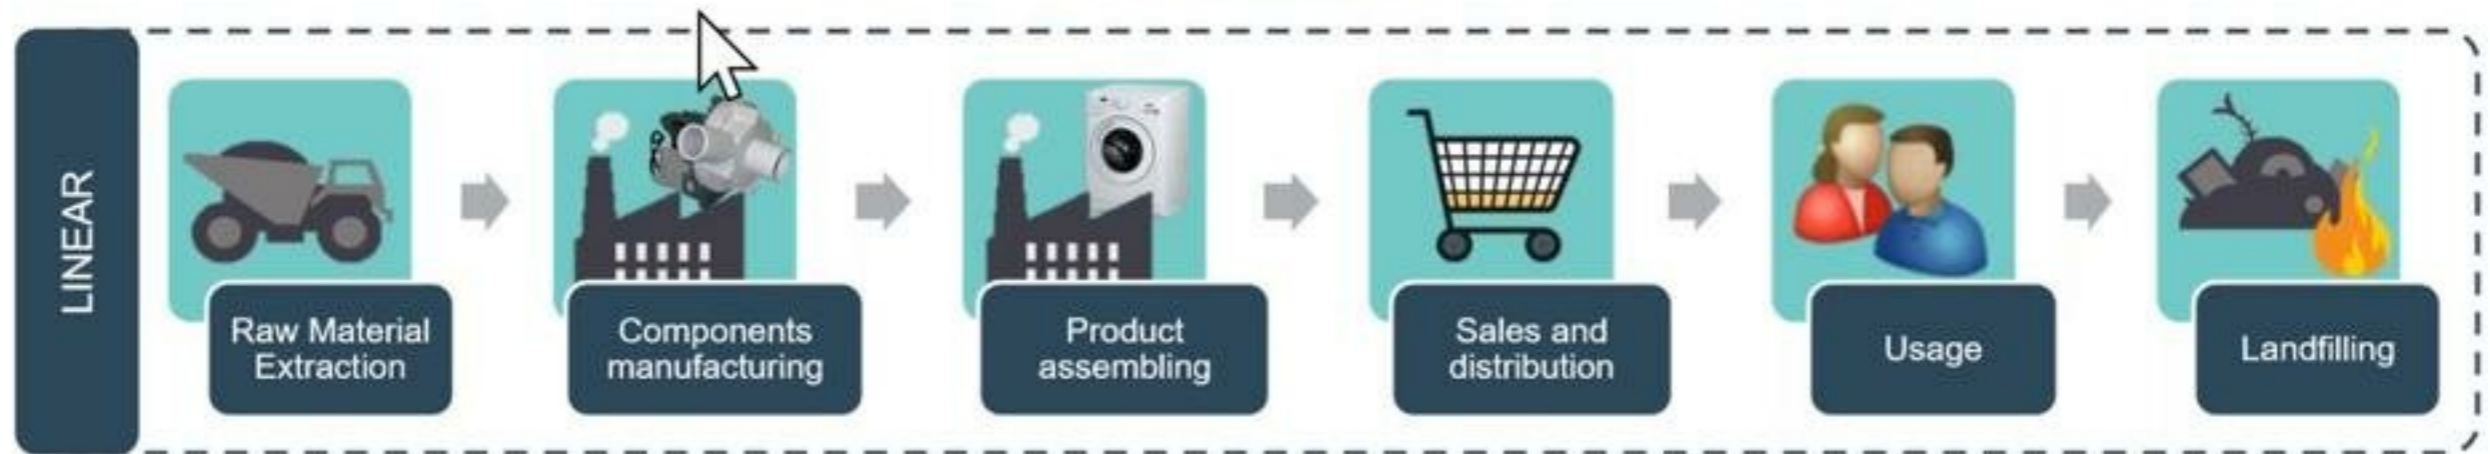 LINEAR
Raw Material
Extraction
Components
manufacturing
Product
assembling
Sales and
distribution
Usage
Landfilling